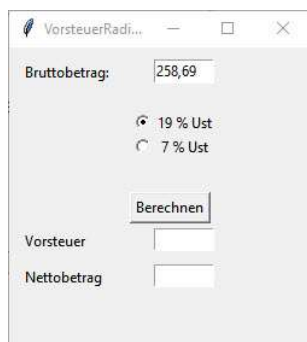 VorsteuerRadi...
Bruttobetrag: 258,69
19 % Ust
7 % Ust
Berechnen
Vorsteuer
Nettobetrag